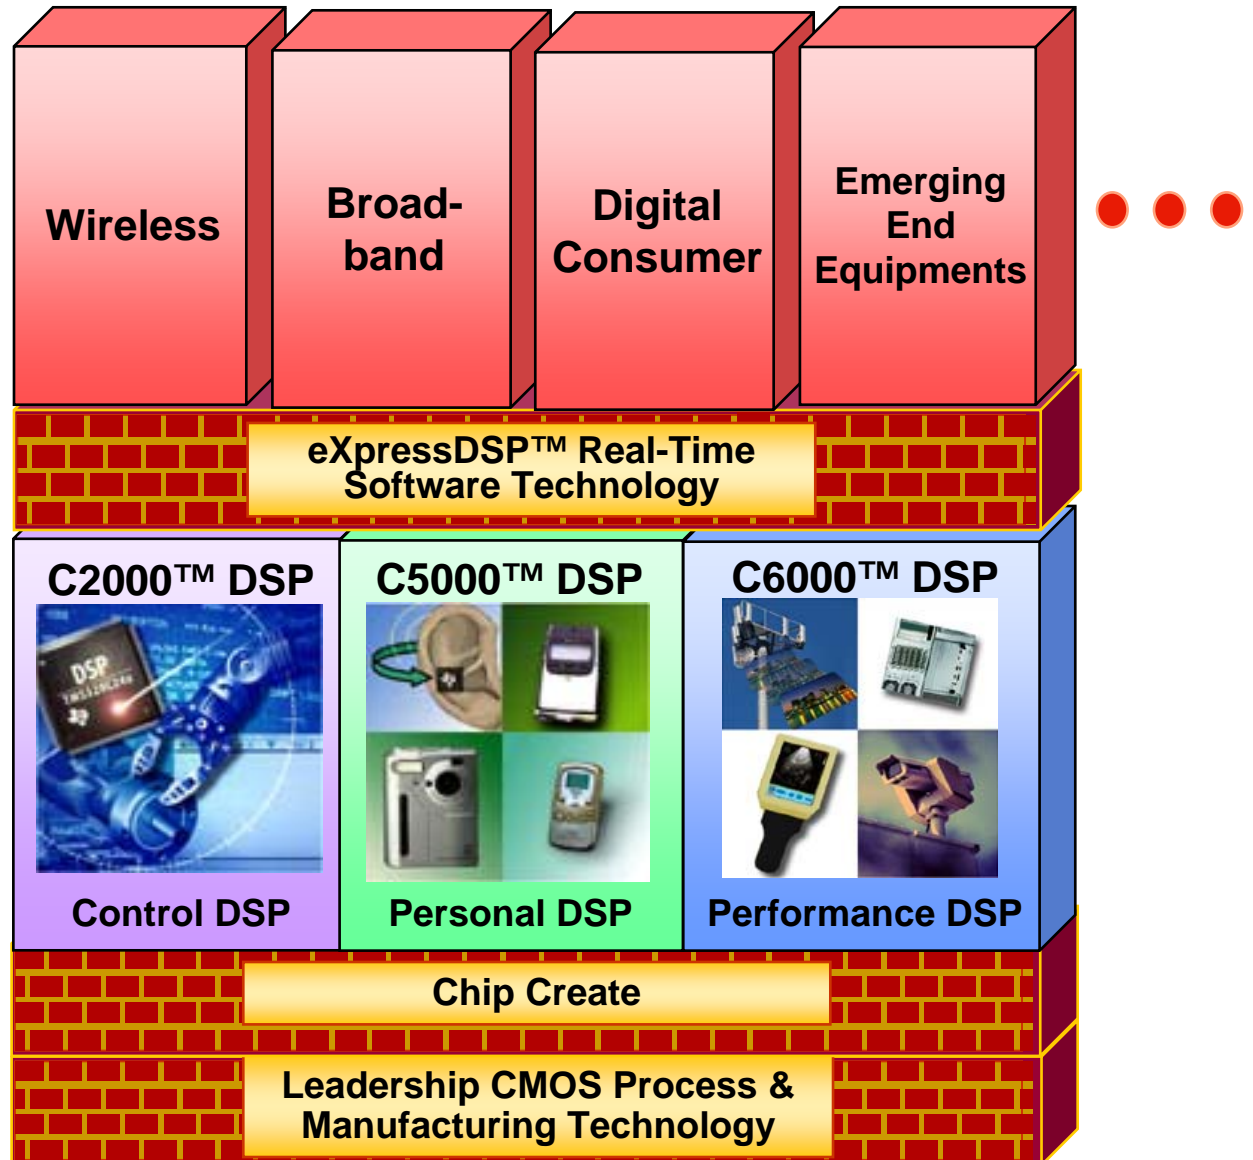 Wireless
Broad-
band
Digital
Consumer
Emerging
End
Equipments
eXpressDSP™ Real-Time
Software Technology
C2000™ DSP
C5000™ DSP
C6000™ DSP
DSP
Control DSP
Personal DSP
Performance DSP
Chip Create
Leadership CMOS Process &
Manufacturing Technology